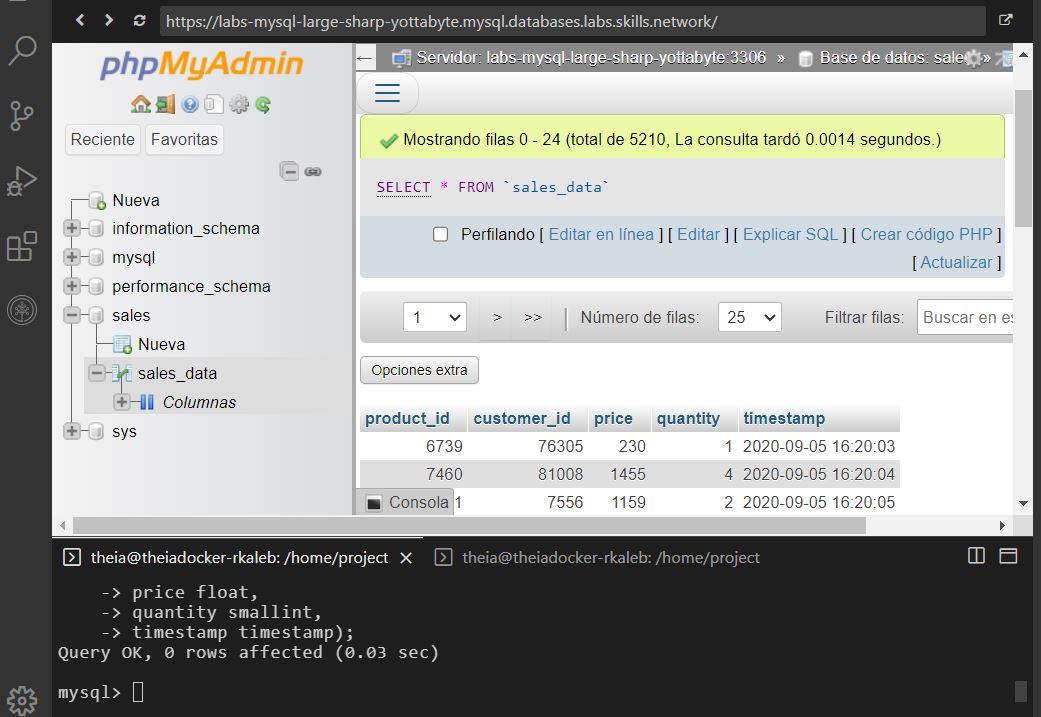 https://labs-mysql-large-sharp-yottabyte.mysql.databases.labs.skills.network/
phpMyAdmin
Reciente Favoritas
Nueva
information_schema
mysql
performance_schema
sales
Nueva
sales_data
Columnas
sys
Servidor: labs-mysql-large-sharp-yottabyte:3306 » Base de datos: sale »
Mostrando filas 0 - 24 (total de 5210, La consulta tardó 0.0014 segundos.)
SELECT * FROM `sales_data`
Perfilando [ Editar en línea ] [ Editar ] [ Explicar SQL ] [ Crear código PHP ]
[ Actualizar ]
1 > >> | Número de filas: 25 Filtrar filas: Buscar en es
Opciones extra
product_id customer_id price quantity timestamp
6739 76305 230 1 2020-09-05 16:20:03
7460 81008 1455 4 2020-09-05 16:20:04
Consola 1 7556 1159 2 2020-09-05 16:20:05
theia@theiadocker-rkaleb: /home/project theia@theiadocker-rkaleb: /home/project
-> price float,
-> quantity smallint,
-> timestamp timestamp);
Query OK, 0 rows affected (0.03 sec)
mysql>